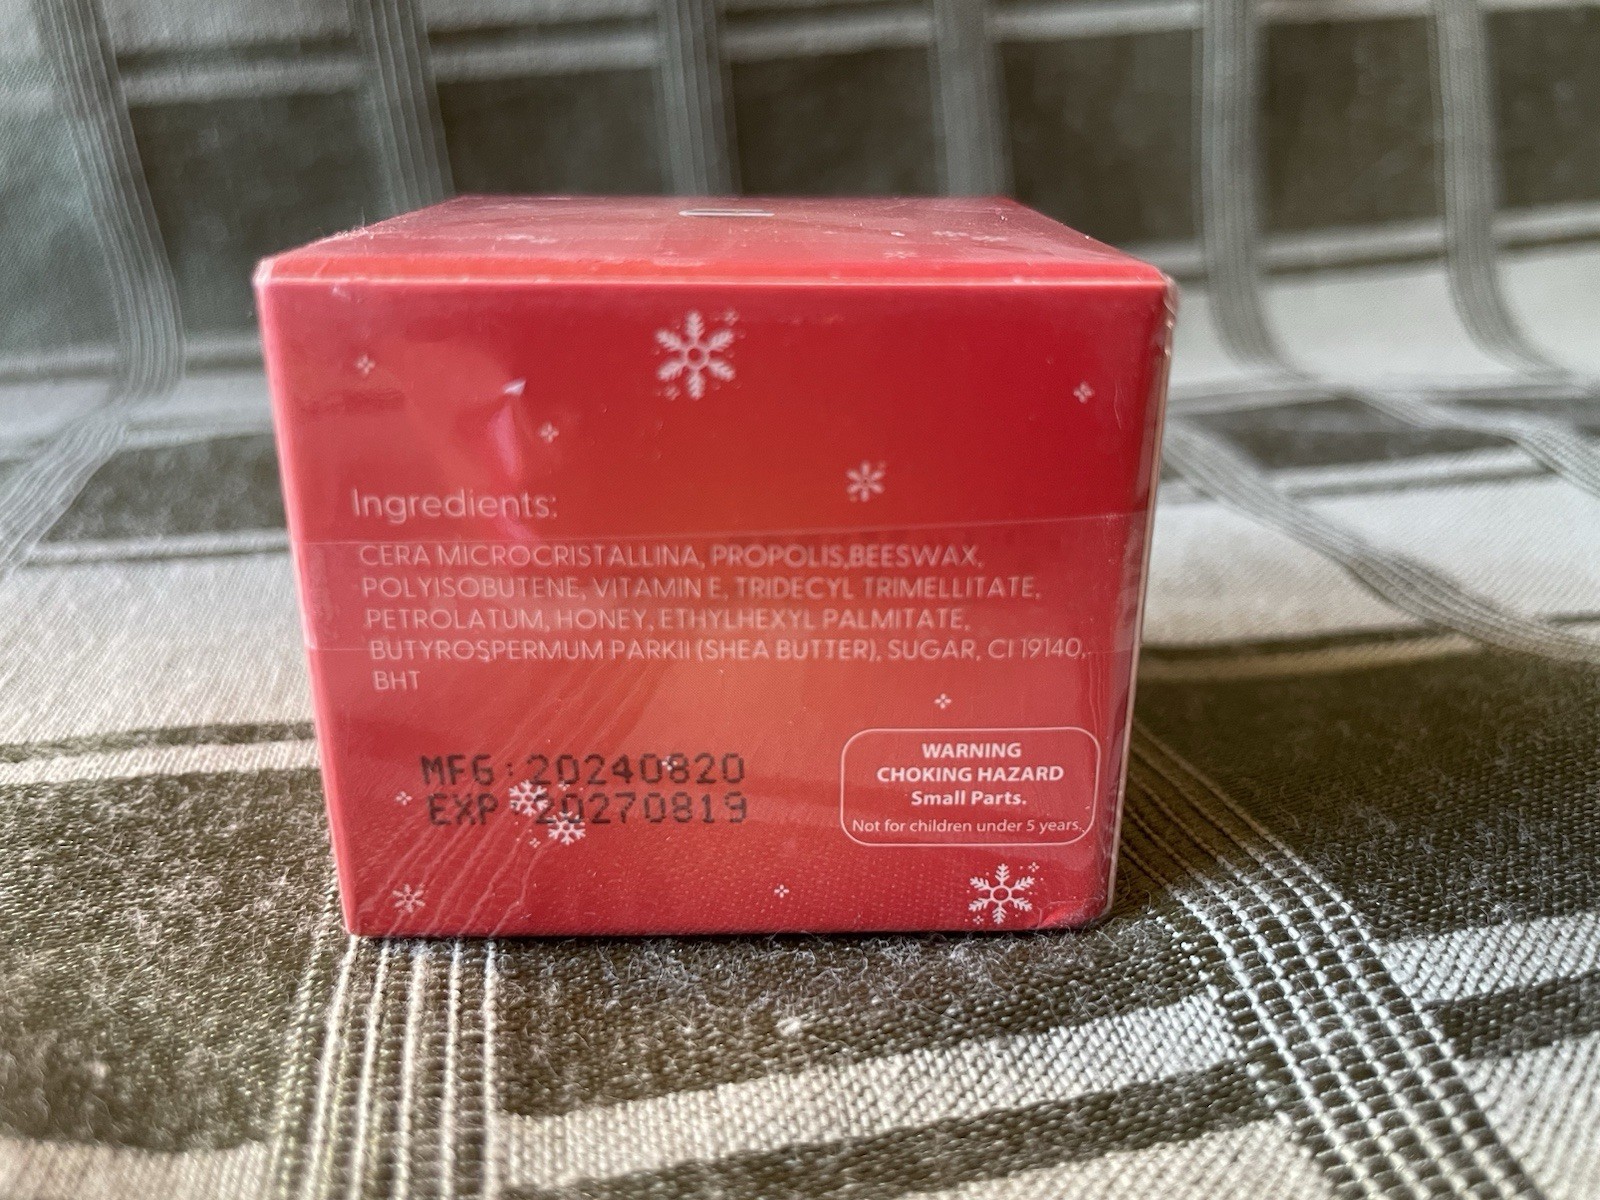 Ingredients:
CERA MICROCRISTALLINA, PROPOLIS,BEESWAX,
POLYISOBUTENE, VITAMIN E, TRIDECYL TRIMELLITATE,
PETROLATUM, HONEY, ETHYLHEXYL PALMITATE,
BUTYROSPERMUM PARKII (SHEA BUTTER), SUGAR, CI 19140,
BHT
MFG:20240820
EXP:20270819
WARNING
CHOKING HAZARD
Small Parts.
Not for children under 5 years.